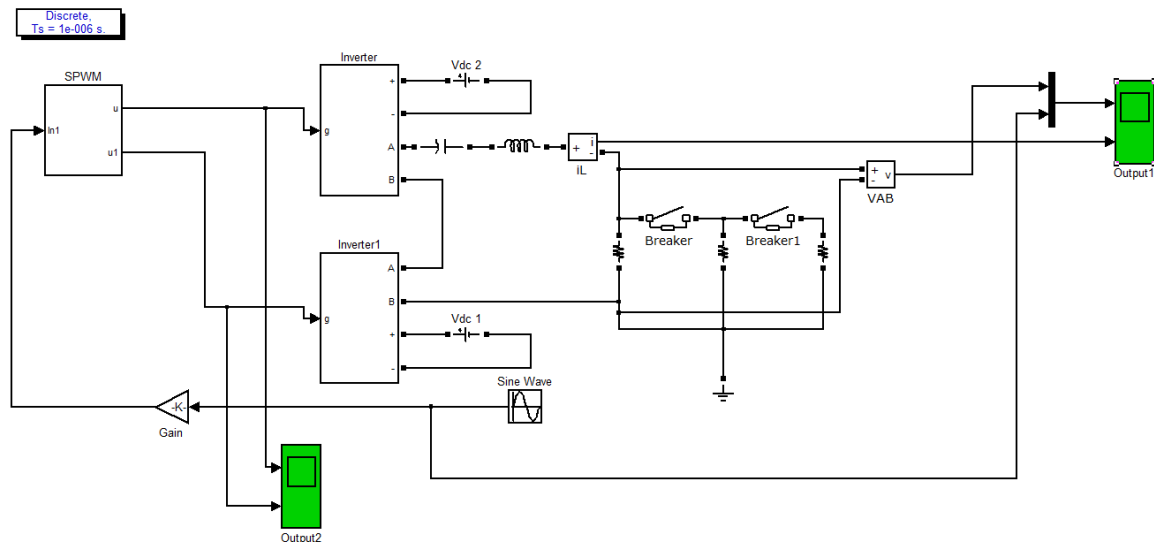 Discrete,
Ts = 1e-006 s.
SPWM
In1
u
u1
Inverter
g
+
-
A
B
Vdc 2
+
i
-
iL
+
-
v
VAB
Output1
Breaker
Breaker1
Inverter1
g
A
B
+
-
Vdc 1
Sine Wave
-K-
Gain
Output2